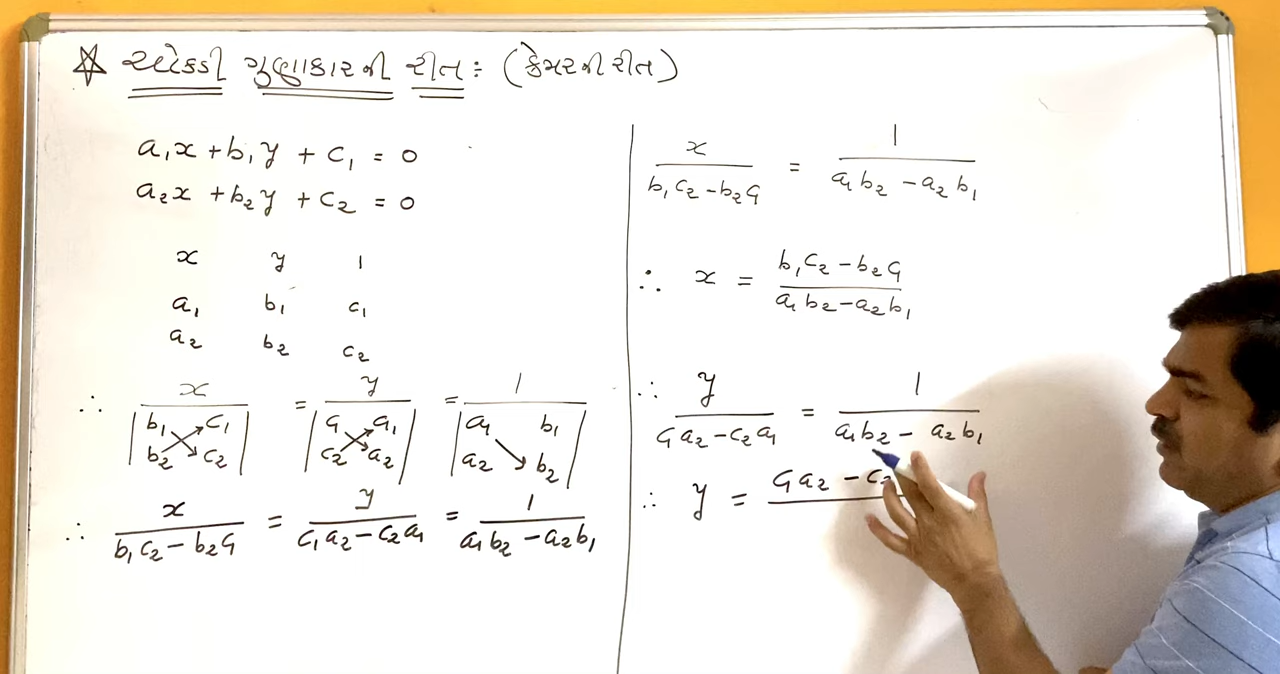 ☆ ચોકડી ગુણાકારની રીત : (ક્રેમરની રીત)
a₁x + b₁y + c₁ = 0
a₂x + b₂y + c₂ = 0
x y 1
a₁ b₁ c₁
a₂ b₂ c₂
∴ x / |b₁ c₁; b₂ c₂| = y / |c₁ a₁; c₂ a₂| = 1 / |a₁ b₁; a₂ b₂|
∴ x / (b₁c₂ − b₂c₁) = y / (c₁a₂ − c₂a₁) = 1 / (a₁b₂ − a₂b₁)
x / (b₁c₂ − b₂c₁) = 1 / (a₁b₂ − a₂b₁)
∴ x = (b₁c₂ − b₂c₁) / (a₁b₂ − a₂b₁)
∴ y / (c₁a₂ − c₂a₁) = 1 / (a₁b₂ − a₂b₁)
∴ y = c₁a₂ − c₂